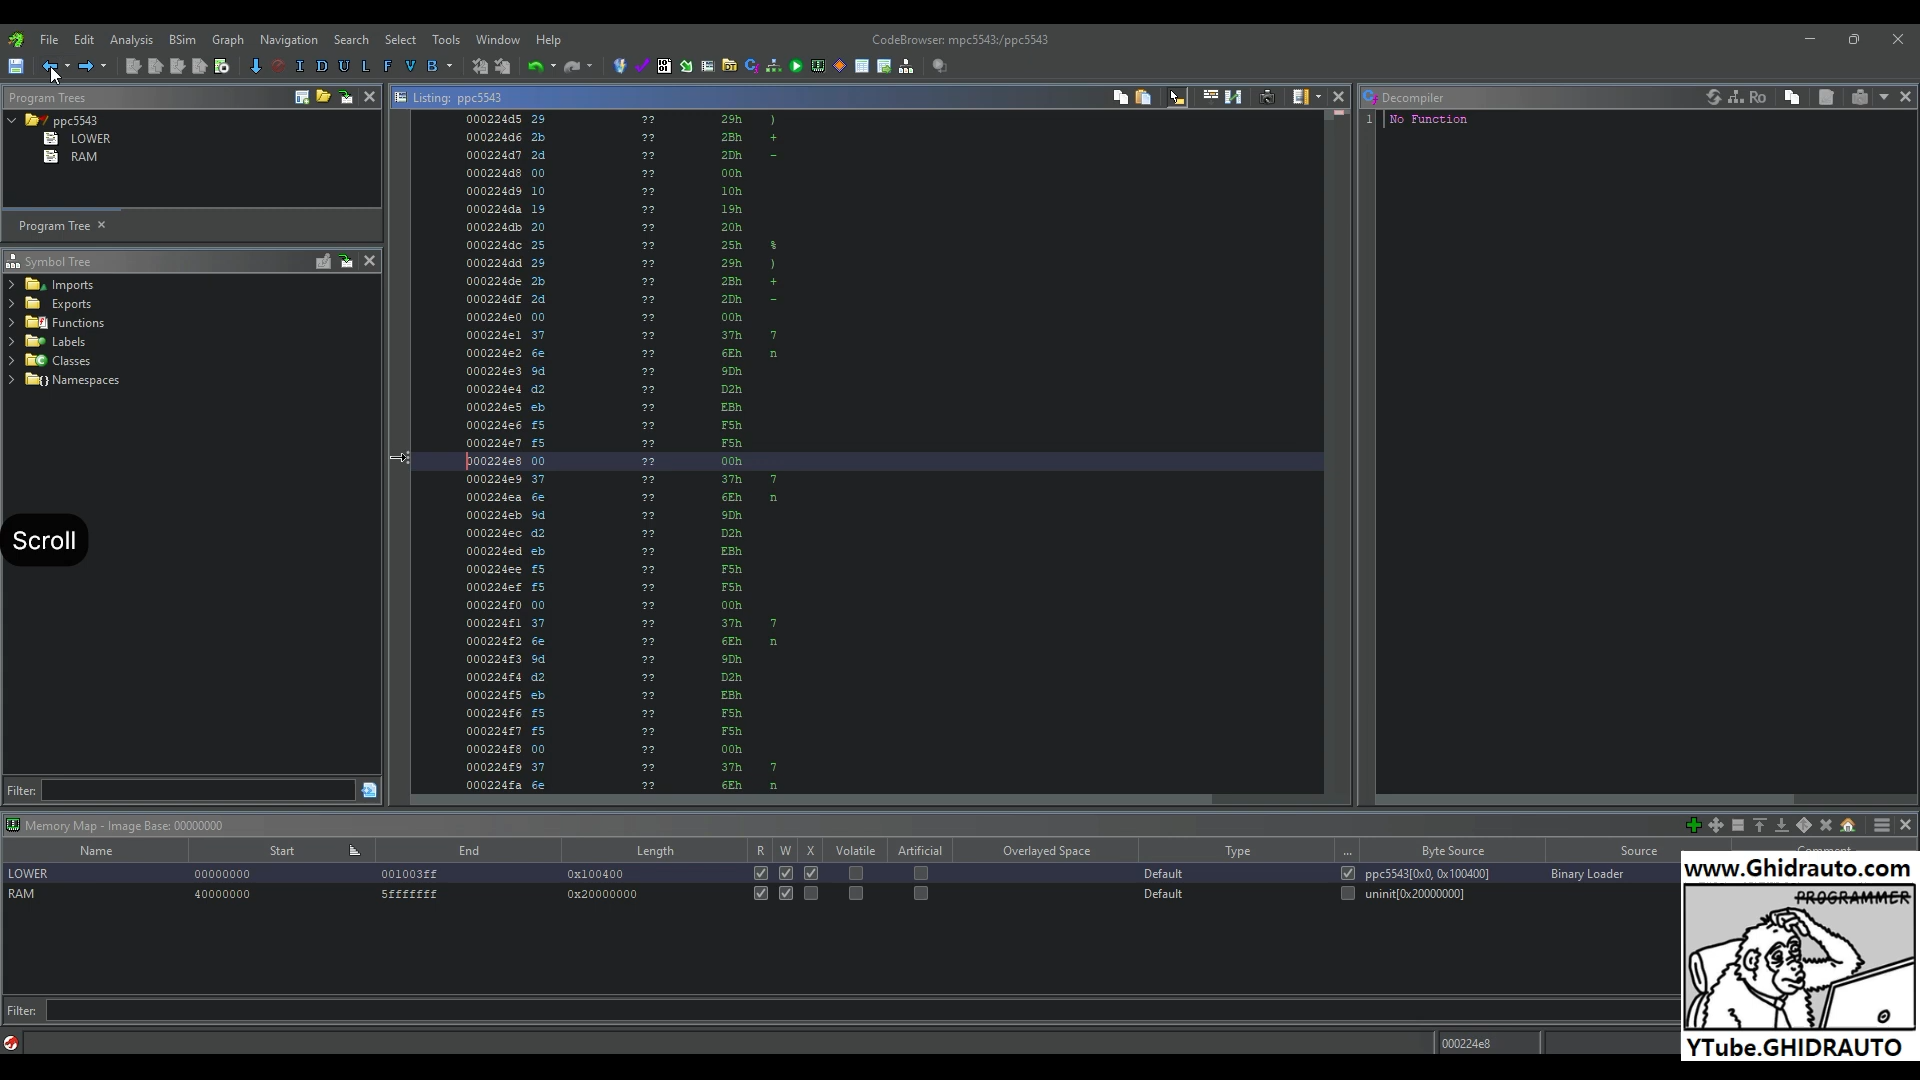 File Edit Analysis BSim Graph Navigation Search Select Tools Window Help
CodeBrowser: mpc5543:/ppc5543
I D U L F V B
Program Trees
ppc5543
LOWER
RAM
Program Tree
Symbol Tree
Imports
Exports
Functions
Labels
Classes
Namespaces
Scroll
Filter:
Listing: ppc5543
000224d5 29 ?? 29h )
000224d6 2b ?? 2Bh +
000224d7 2d ?? 2Dh -
000224d8 00 ?? 00h
000224d9 10 ?? 10h
000224da 19 ?? 19h
000224db 20 ?? 20h
000224dc 25 ?? 25h %
000224dd 29 ?? 29h )
000224de 2b ?? 2Bh +
000224df 2d ?? 2Dh -
000224e0 00 ?? 00h
000224e1 37 ?? 37h 7
000224e2 6e ?? 6Eh n
000224e3 9d ?? 9Dh
000224e4 d2 ?? D2h
000224e5 eb ?? EBh
000224e6 f5 ?? F5h
000224e7 f5 ?? F5h
000224e8 00 ?? 00h
000224e9 37 ?? 37h 7
000224ea 6e ?? 6Eh n
000224eb 9d ?? 9Dh
000224ec d2 ?? D2h
000224ed eb ?? EBh
000224ee f5 ?? F5h
000224ef f5 ?? F5h
000224f0 00 ?? 00h
000224f1 37 ?? 37h 7
000224f2 6e ?? 6Eh n
000224f3 9d ?? 9Dh
000224f4 d2 ?? D2h
000224f5 eb ?? EBh
000224f6 f5 ?? F5h
000224f7 f5 ?? F5h
000224f8 00 ?? 00h
000224f9 37 ?? 37h 7
000224fa 6e ?? 6Eh n
Decompiler
Ro
1 No Function
Memory Map - Image Base: 00000000
Name Start End Length R W X Volatile Artificial Overlayed Space Type ... Byte Source Source Comment
LOWER 00000000 001003ff 0x100400 Default ppc5543[0x0, 0x100400] Binary Loader
RAM 40000000 5fffffff 0x20000000 Default uninit[0x20000000]
Filter:
000224e8
www.Ghidrauto.com
PROGRAMMER
YTube.GHIDRAUTO